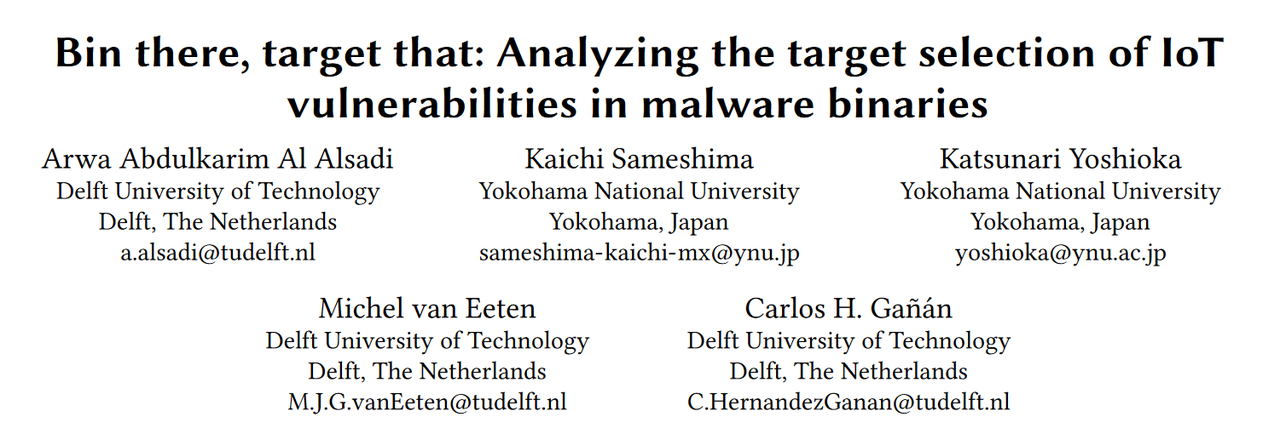 Bin there, target that: Analyzing the target selection of IoT
vulnerabilities in malware binaries
Arwa Abdulkarim Al Alsadi
Delft University of Technology
Delft, The Netherlands
a.alsadi@tudelft.nl
Kaichi Sameshima
Yokohama National University
Yokohama, Japan
sameshima-kaichi-mx@ynu.jp
Katsunari Yoshioka
Yokohama National University
Yokohama, Japan
yoshioka@ynu.ac.jp
Michel van Eeten
Delft University of Technology
Delft, The Netherlands
M.J.G.vanEeten@tudelft.nl
Carlos H. Gañán
Delft University of Technology
Delft, The Netherlands
C.HernandezGanan@tudelft.nl